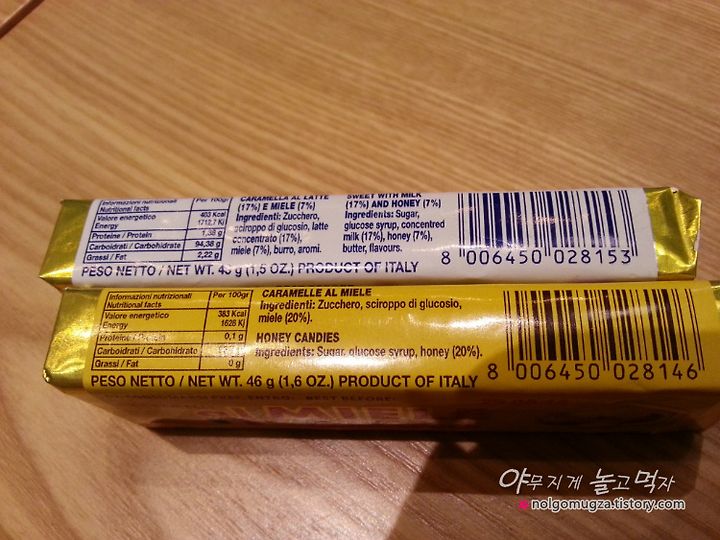 Informazioni nutrizionali Per 100gr
Nutritional facts
Valore energetico 403 Kcal
Energy 1712,7 Kj
Proteine / Protein 1,38 g
Carboidrati / Carbohidrate 94,38 g
Grassi / Fat 2,22 g
CARAMELLA AL LATTE
(17%) E MIELE (7%)
Ingredienti: Zucchero,
sciroppo di glucosio, latte
concentrato (17%),
miele (7%), burro, aromi.
SWEET WITH MILK
(17%) AND HONEY (7%)
Ingredients: Sugar,
glucose syrup, concentred
milk (17%), honey (7%),
butter, flavours.
8 006450 028153
PESO NETTO / NET WT. 43 g (1,5 OZ.) PRODUCT OF ITALY
Informazioni nutrizionali Per 100gr
Nutritional facts
Valore energetico 383 Kcal
Energy 1628 Kj
Proteine / Protein 0,1 g
Carboidrati / Carbohidrate
Grassi / Fat 0 g
CARAMELLE AL MIELE
Ingredienti: Zucchero, sciroppo di glucosio,
miele (20%).
HONEY CANDIES
Ingredients: Sugar, glucose syrup, honey (20%).
8 006450 028146
PESO NETTO / NET WT. 46 g (1,6 OZ.) PRODUCT OF ITALY
야무지게 놀고먹자
nolgomugza.tistory.com